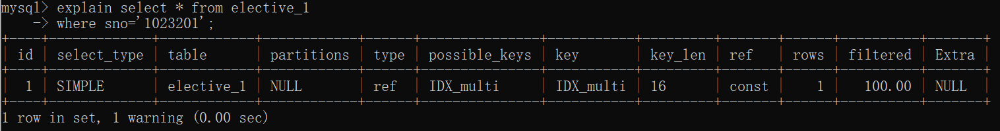 mysql> explain select * from elective_1
    -> where sno='1023201';
+----+-------------+------------+------------+------+---------------+-----------+---------+-------+------+----------+-------+
| id | select_type | table      | partitions | type | possible_keys | key       | key_len | ref   | rows | filtered | Extra |
+----+-------------+------------+------------+------+---------------+-----------+---------+-------+------+----------+-------+
|  1 | SIMPLE      | elective_1 | NULL       | ref  | IDX_multi     | IDX_multi | 16      | const |    1 |   100.00 | NULL  |
+----+-------------+------------+------------+------+---------------+-----------+---------+-------+------+----------+-------+
1 row in set, 1 warning (0.00 sec)